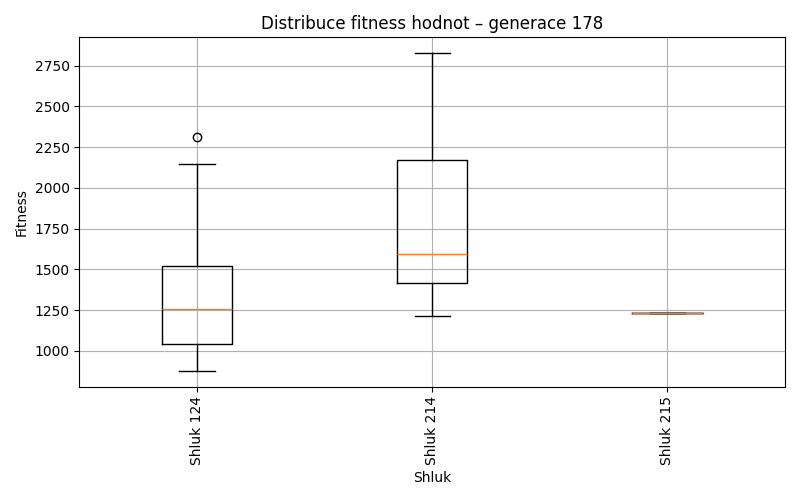 Distribuce fitness hodnot – generace 178
Fitness
2750
2500
2250
2000
1750
1500
1250
1000
Shluk 124
Shluk 214
Shluk 215
Shluk